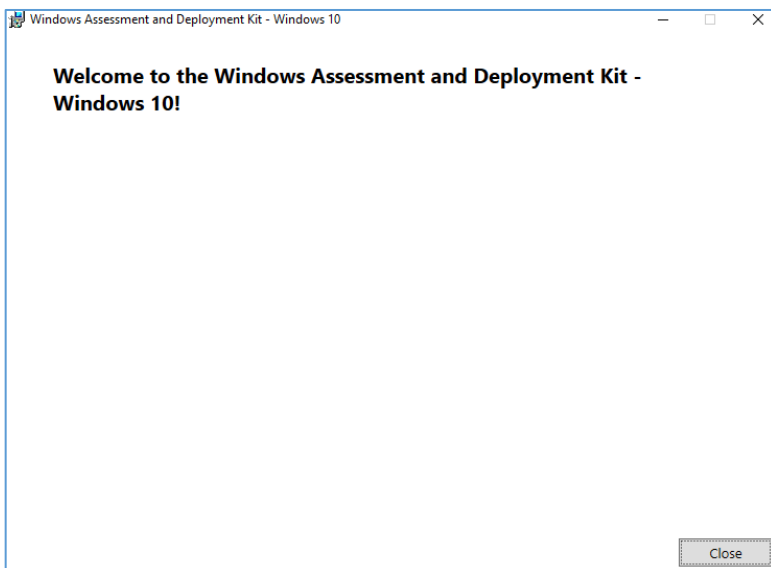 Windows Assessment and Deployment Kit - Windows 10
Welcome to the Windows Assessment and Deployment Kit -
Windows 10!
Close